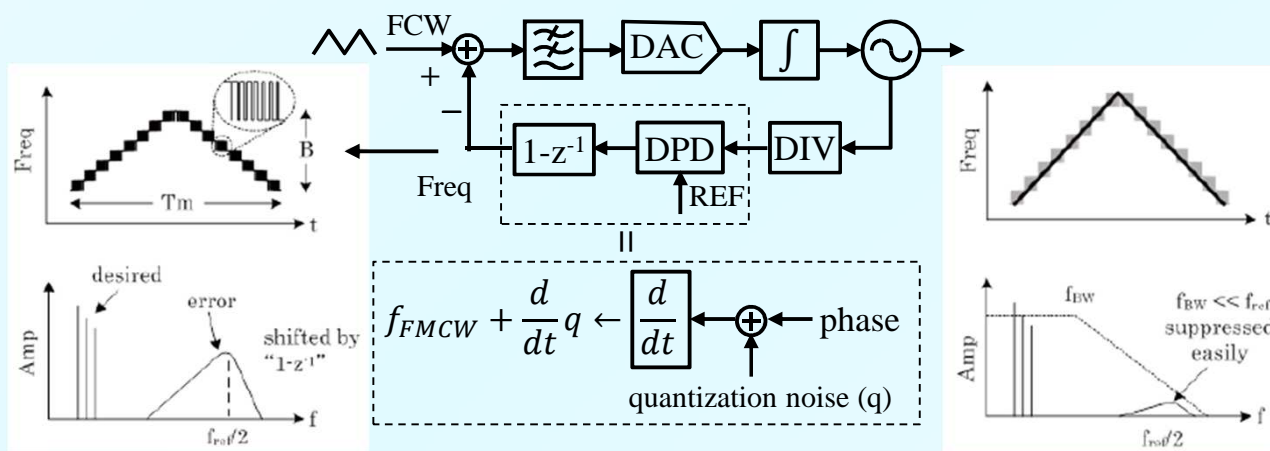 FCW
+
−
DAC
∫
1-z⁻¹
DPD
DIV
REF
Freq
=
Freq
B
Tm
t
desired
error
shifted by
"1-z⁻¹"
Amp
f
f_ref/2
f_FMCW + d/dt q ← d/dt
phase
quantization noise (q)
Freq
t
f_BW
f_BW << f_ref
suppressed
easily
Amp
f
f_ref/2